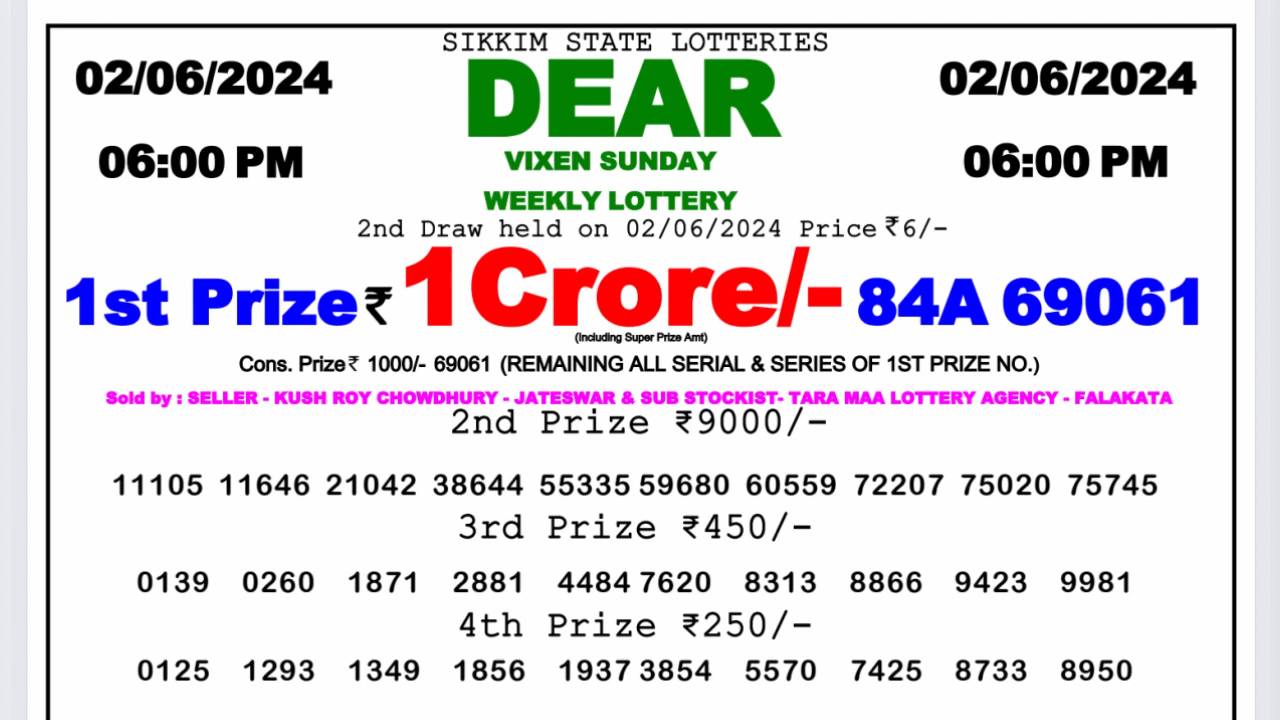 SIKKIM STATE LOTTERIES
02/06/2024 DEAR 02/06/2024
06:00 PM VIXEN SUNDAY 06:00 PM
WEEKLY LOTTERY
2nd Draw held on 02/06/2024 Price ₹6/-
1st Prize ₹ 1Crore/- 84A 69061
(Including Super Prize Amt)
Cons. Prize₹ 1000/- 69061 (REMAINING ALL SERIAL & SERIES OF 1ST PRIZE NO.)
Sold by : SELLER - KUSH ROY CHOWDHURY - JATESWAR & SUB STOCKIST- TARA MAA LOTTERY AGENCY - FALAKATA
2nd Prize ₹9000/-
11105 11646 21042 38644 55335 59680 60559 72207 75020 75745
3rd Prize ₹450/-
0139 0260 1871 2881 4484 7620 8313 8866 9423 9981
4th Prize ₹250/-
0125 1293 1349 1856 1937 3854 5570 7425 8733 8950